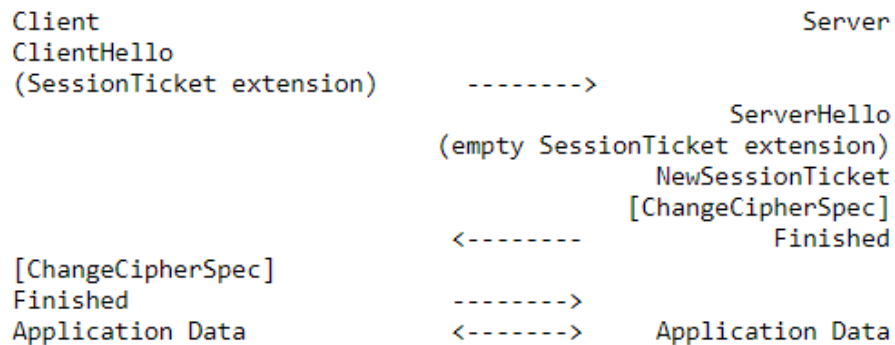 Client Server
ClientHello
(SessionTicket extension) -------->
ServerHello
(empty SessionTicket extension)
NewSessionTicket
[ChangeCipherSpec]
<-------- Finished
[ChangeCipherSpec]
Finished -------->
Application Data <-------> Application Data